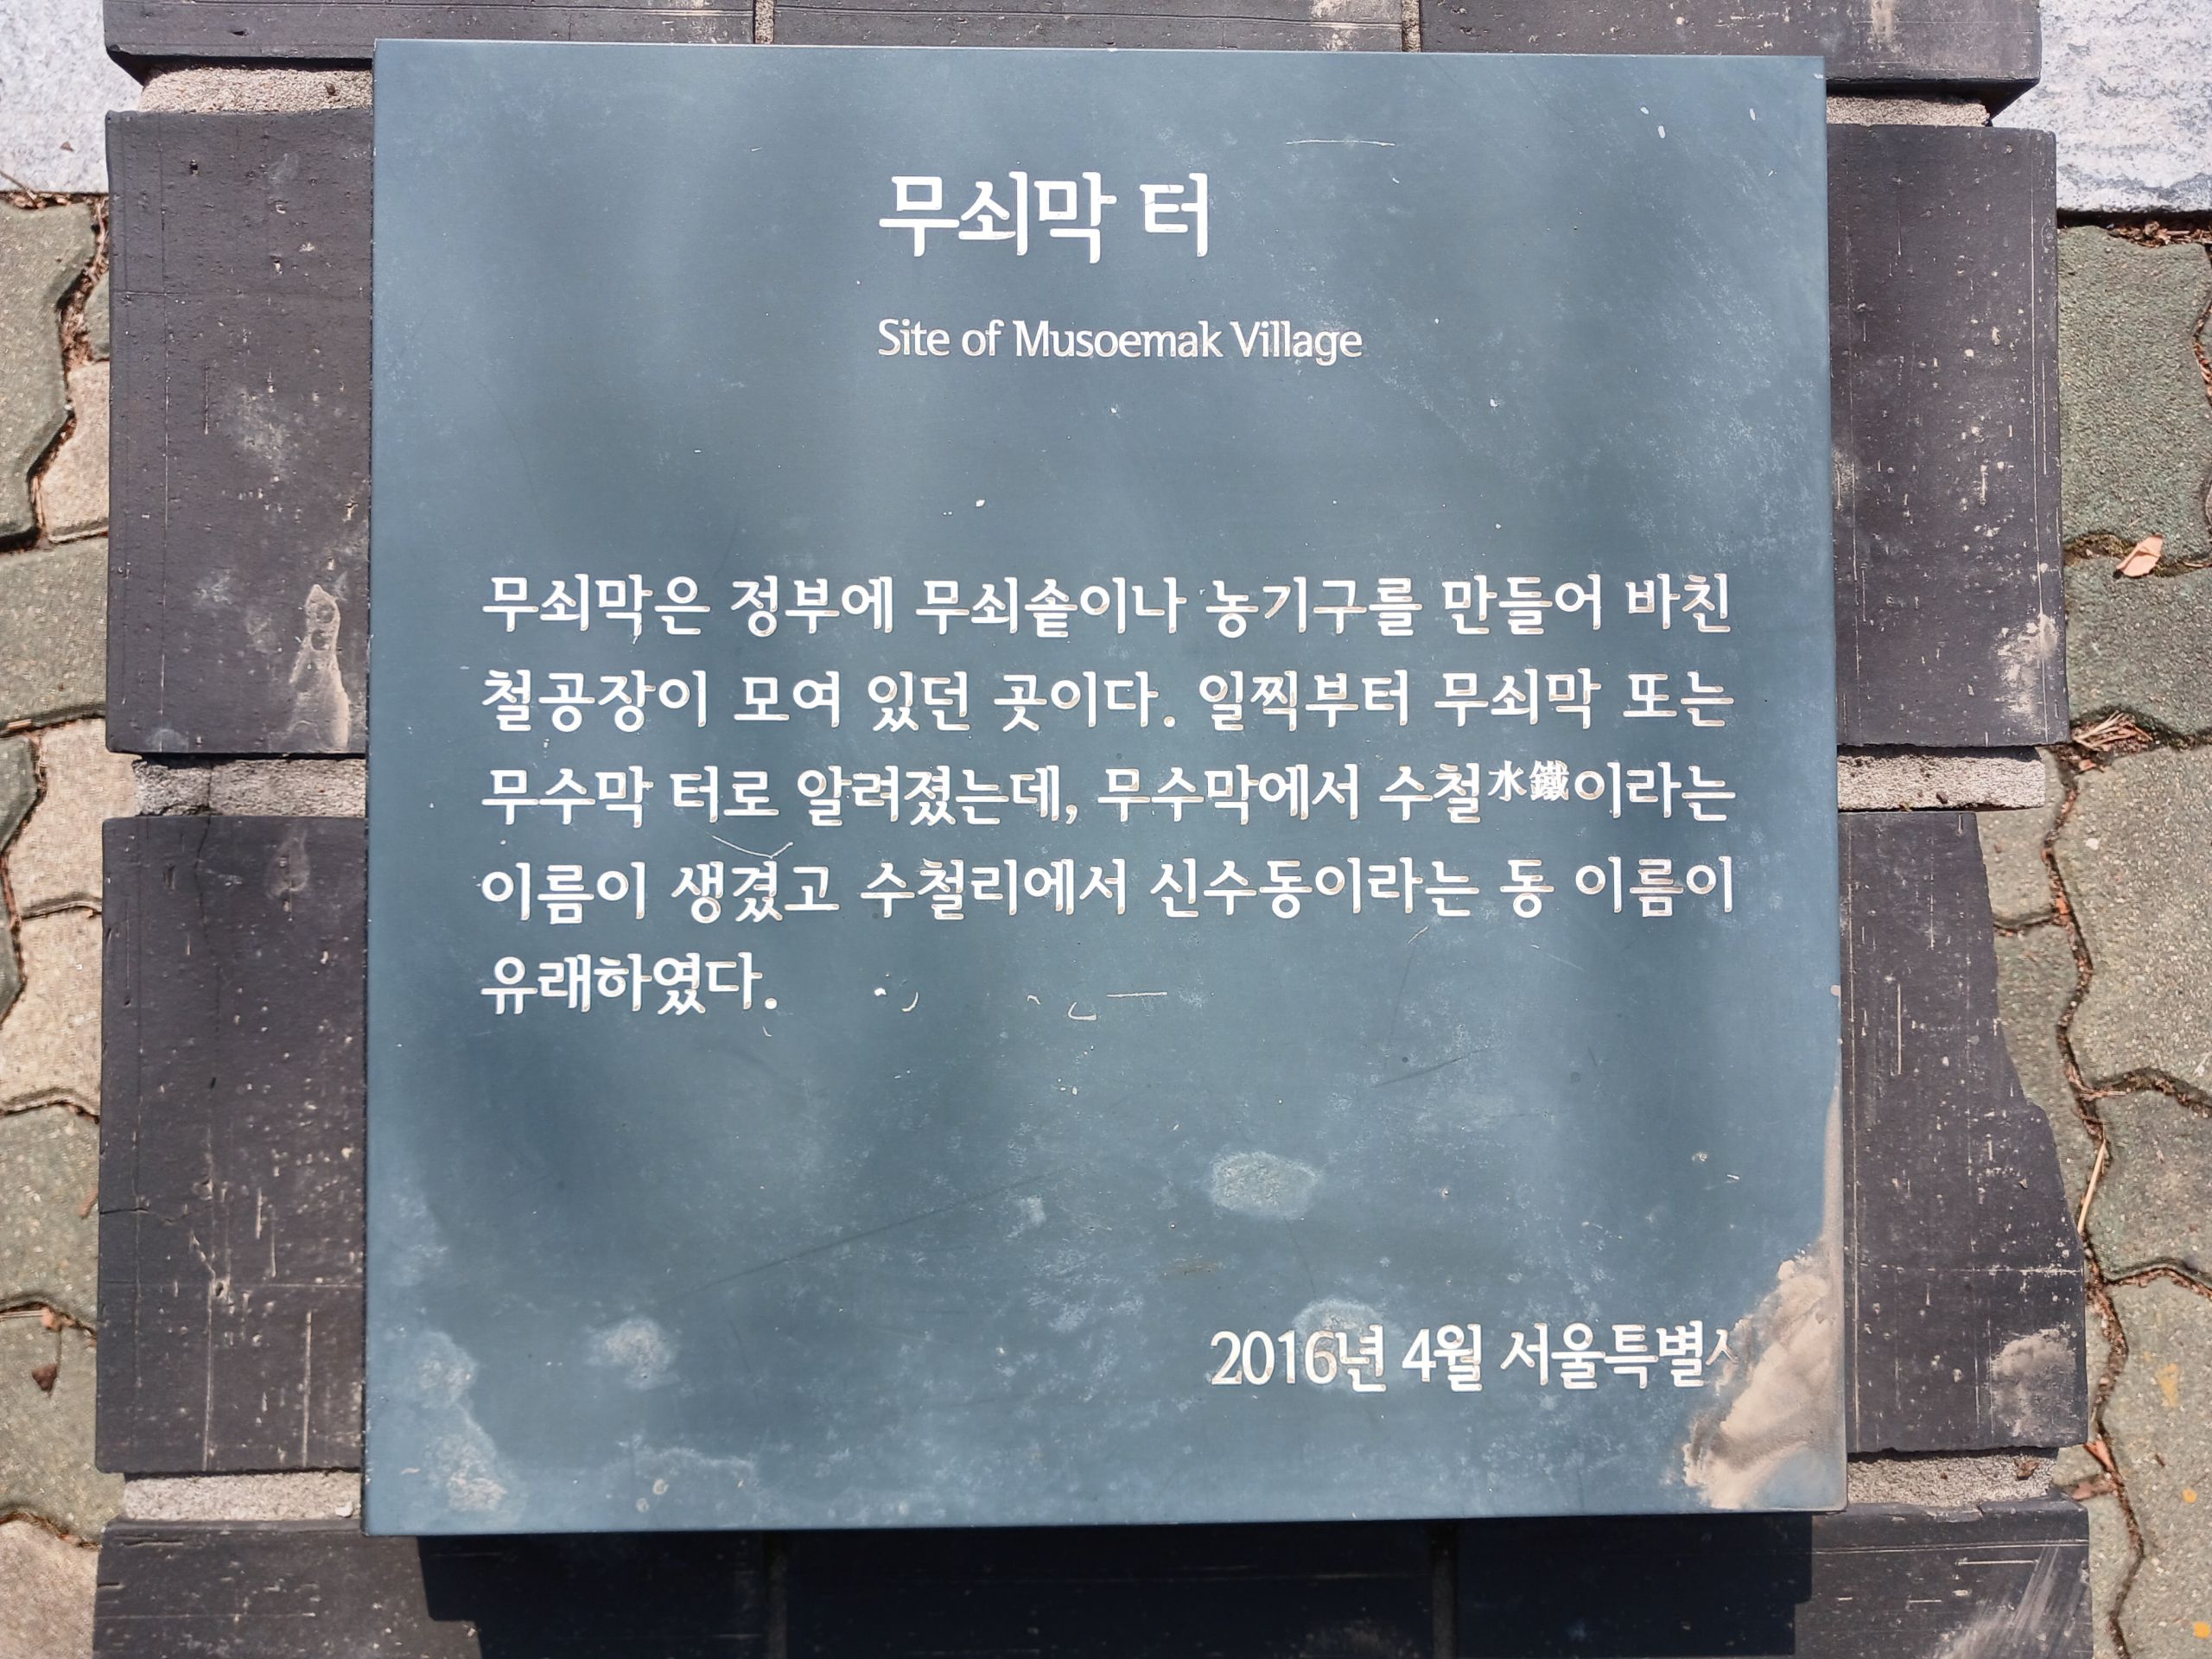 무쇠막 터
Site of Musoemak Village
무쇠막은 정부에 무쇠솥이나 농기구를 만들어 바친
철공장이 모여 있던 곳이다. 일찍부터 무쇠막 또는
무수막 터로 알려졌는데, 무수막에서 수철水鐵이라는
이름이 생겼고 수철리에서 신수동이라는 동 이름이
유래하였다.
2016년 4월 서울특별시